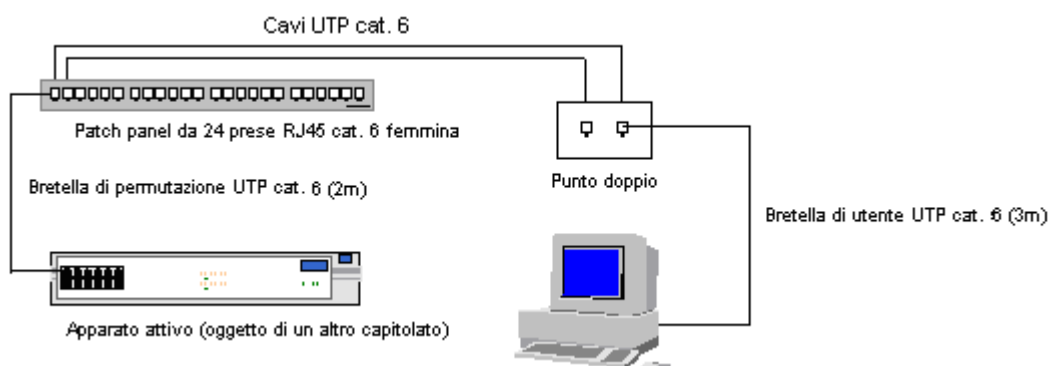 Cavi UTP cat. 6
Patch panel da 24 prese RJ45 cat. 6 femmina
Punto doppio
Bretella di permutazione UTP cat. 6 (2m)
Bretella di utente UTP cat. 6 (3m)
Apparato attivo (oggetto di un altro capitolato)